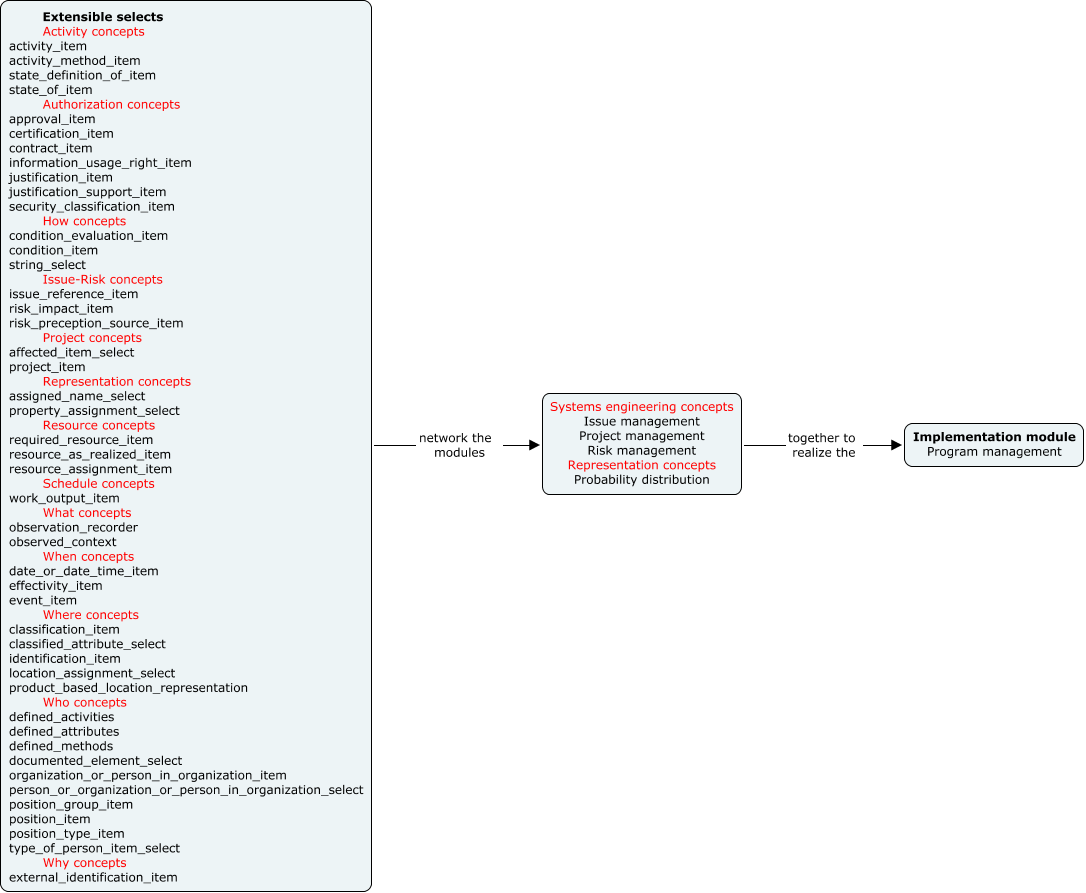 Extensible selects
Activity concepts
activity_item
activity_method_item
state_definition_of_item
state_of_item
Authorization concepts
approval_item
certification_item
contract_item
information_usage_right_item
justification_item
justification_support_item
security_classification_item
How concepts
condition_evaluation_item
condition_item
string_select
Issue-Risk concepts
issue_reference_item
risk_impact_item
risk_preception_source_item
Project concepts
affected_item_select
project_item
Representation concepts
assigned_name_select
property_assignment_select
Resource concepts
required_resource_item
resource_as_realized_item
resource_assignment_item
Schedule concepts
work_output_item
What concepts
observation_recorder
observed_context
When concepts
date_or_date_time_item
effectivity_item
event_item
Where concepts
classification_item
classified_attribute_select
identification_item
location_assignment_select
product_based_location_representation
Who concepts
defined_activities
defined_attributes
defined_methods
documented_element_select
organization_or_person_in_organization_item
person_or_organization_or_person_in_organization_select
position_group_item
position_item
position_type_item
type_of_person_item_select
Why concepts
external_identification_item
network the
modules
Systems engineering concepts
Issue management
Project management
Risk management
Representation concepts
Probability distribution
together to
realize the
Implementation module
Program management